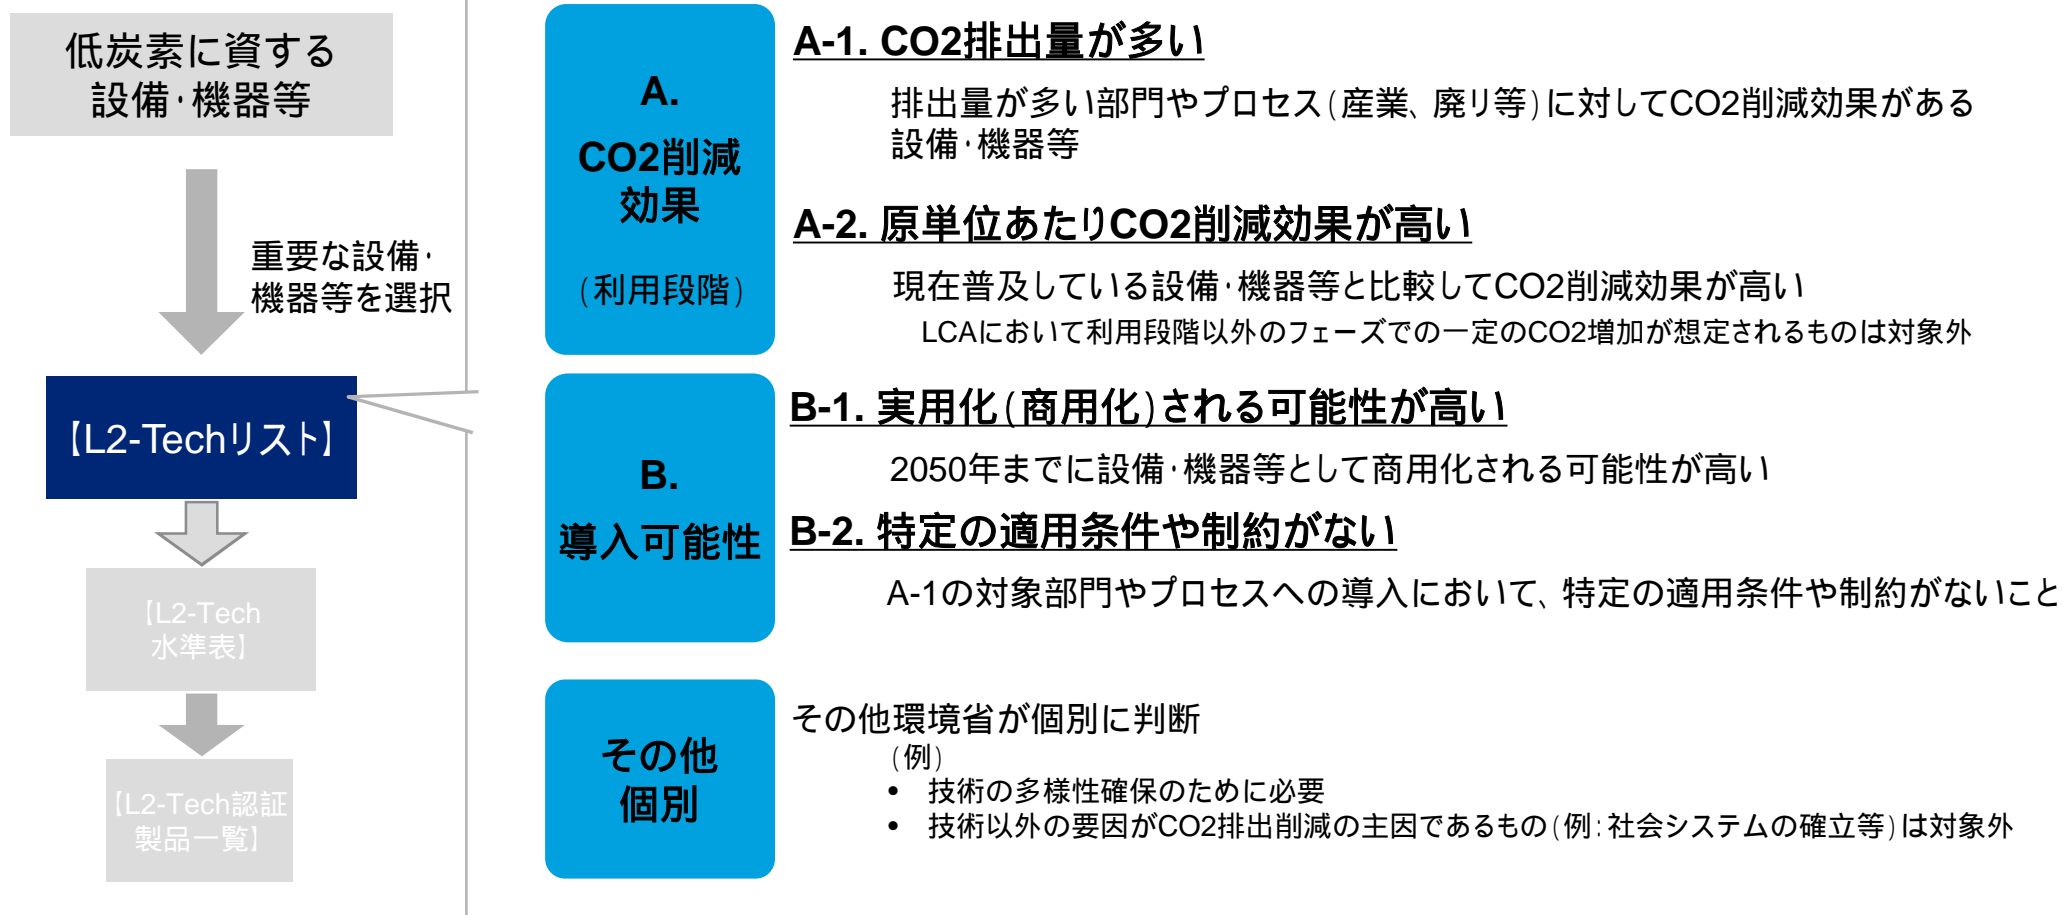 低炭素に資する
設備・機器等
重要な設備・
機器等を選択
【L2-Techリスト】
【L2-Tech
水準表】
【L2-Tech認証
製品一覧】
A.
CO2削減
効果
（利用段階）
A-1. CO2排出量が多い
排出量が多い部門やプロセス（産業、廃リ等）に対してCO2削減効果がある
設備・機器等
A-2. 原単位あたりCO2削減効果が高い
現在普及している設備・機器等と比較してCO2削減効果が高い
LCAにおいて利用段階以外のフェーズでの一定のCO2増加が想定されるものは対象外
B.
導入可能性
B-1. 実用化（商用化）される可能性が高い
2050年までに設備・機器等として商用化される可能性が高い
B-2. 特定の適用条件や制約がない
A-1の対象部門やプロセスへの導入において、特定の適用条件や制約がないこと
その他
個別
その他環境省が個別に判断
（例）
• 技術の多様性確保のために必要
• 技術以外の要因がCO2排出削減の主因であるもの（例：社会システムの確立等）は対象外